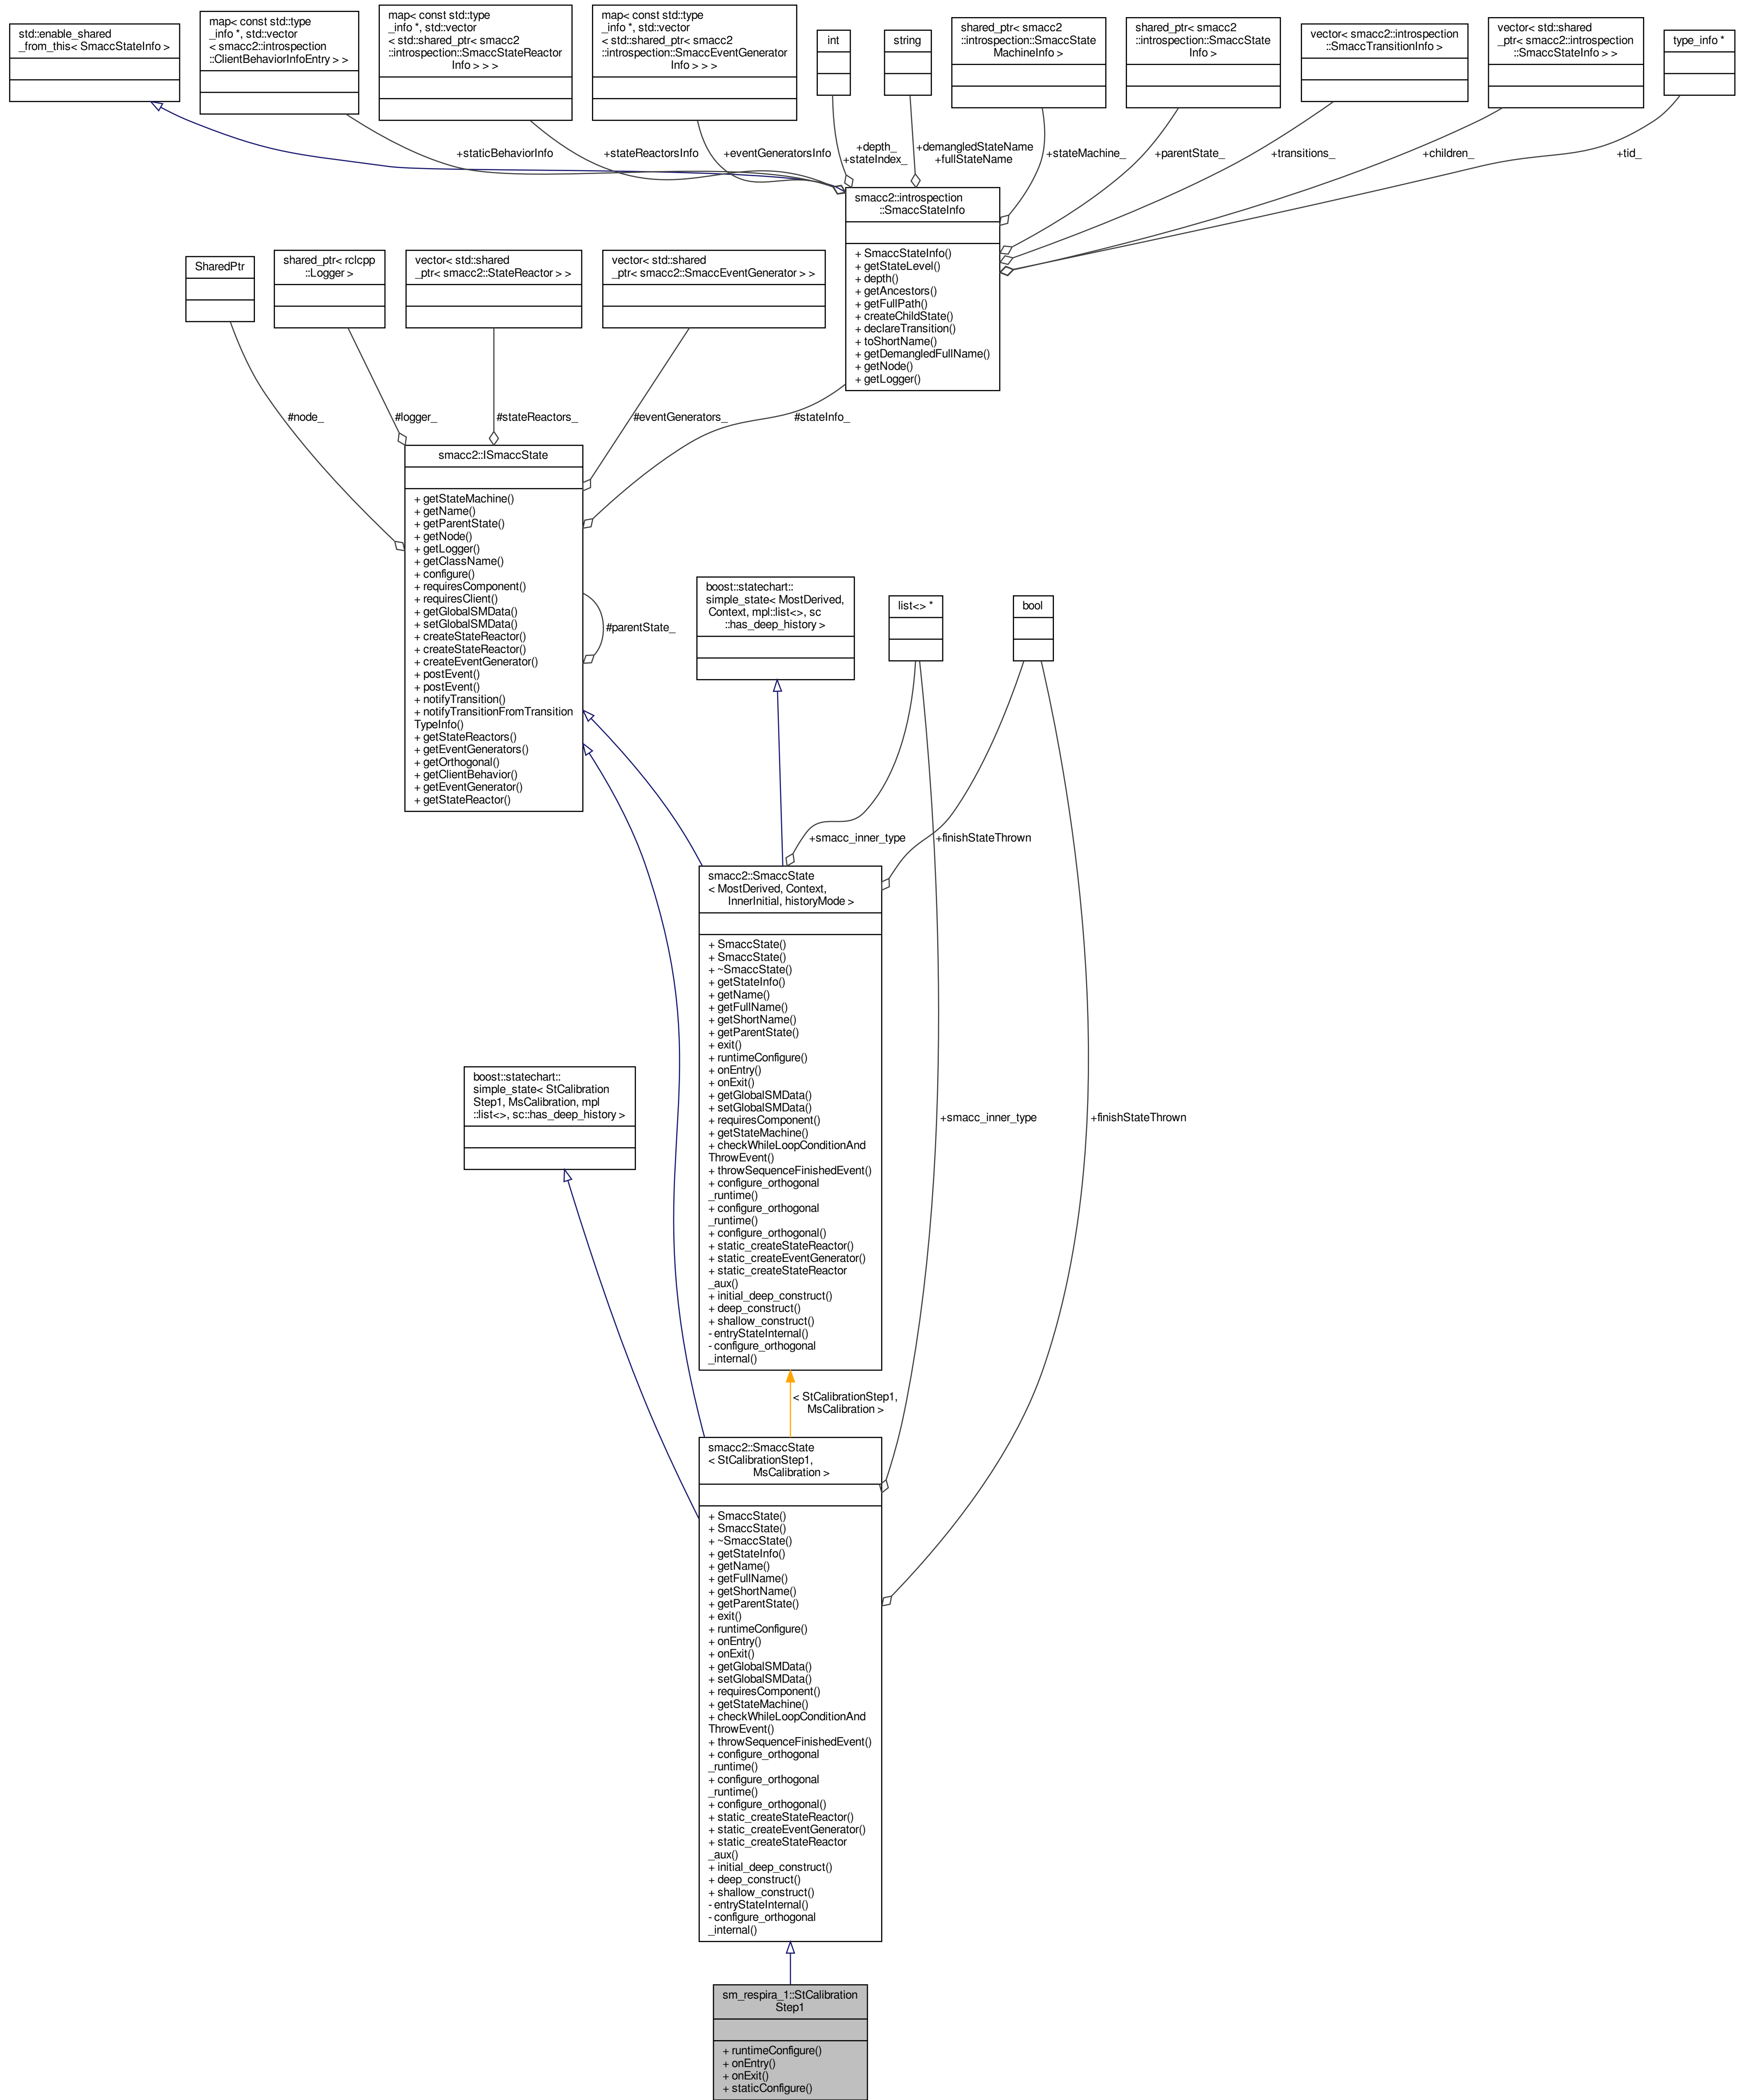 std::enable_shared
_from_this< SmaccStateInfo >
map< const std::type
_info *, std::vector
< smacc2::introspection
::ClientBehaviorInfoEntry > >
map< const std::type
_info *, std::vector
< std::shared_ptr< smacc2
::introspection::SmaccStateReactor
Info > > >
map< const std::type
_info *, std::vector
< std::shared_ptr< smacc2
::introspection::SmaccEventGenerator
Info > > >
int
string
shared_ptr< smacc2
::introspection::SmaccState
MachineInfo >
shared_ptr< smacc2
::introspection::SmaccState
Info >
vector< smacc2::introspection
::SmaccTransitionInfo >
vector< std::shared
_ptr< smacc2::introspection
::SmaccStateInfo > >
type_info *
+staticBehaviorInfo
+stateReactorsInfo
+eventGeneratorsInfo
+depth_
+stateIndex_
+demangledStateName
+fullStateName
+stateMachine_
+parentState_
+transitions_
+children_
+tid_
smacc2::introspection
::SmaccStateInfo
+ SmaccStateInfo()
+ getStateLevel()
+ depth()
+ getAncestors()
+ getFullPath()
+ createChildState()
+ declareTransition()
+ toShortName()
+ getDemangledFullName()
+ getNode()
+ getLogger()
SharedPtr
shared_ptr< rclcpp
::Logger >
vector< std::shared
_ptr< smacc2::StateReactor > >
vector< std::shared
_ptr< smacc2::SmaccEventGenerator > >
#node_
#logger_
#stateReactors_
#eventGenerators_
#stateInfo_
smacc2::ISmaccState
+ getStateMachine()
+ getName()
+ getParentState()
+ getNode()
+ getLogger()
+ getClassName()
+ configure()
+ requiresComponent()
+ requiresClient()
+ getGlobalSMData()
+ setGlobalSMData()
+ createStateReactor()
+ createStateReactor()
+ createEventGenerator()
+ postEvent()
+ postEvent()
+ notifyTransition()
+ notifyTransitionFromTransition
TypeInfo()
+ getStateReactors()
+ getEventGenerators()
+ getOrthogonal()
+ getClientBehavior()
+ getEventGenerator()
+ getStateReactor()
#parentState_
boost::statechart::
simple_state< MostDerived,
Context, mpl::list<>, sc
::has_deep_history >
list<> *
bool
+smacc_inner_type
+finishStateThrown
smacc2::SmaccState
< MostDerived, Context,
InnerInitial, historyMode >
+ SmaccState()
+ SmaccState()
+ ~SmaccState()
+ getStateInfo()
+ getName()
+ getFullName()
+ getShortName()
+ getParentState()
+ exit()
+ runtimeConfigure()
+ onEntry()
+ onExit()
+ getGlobalSMData()
+ setGlobalSMData()
+ requiresComponent()
+ getStateMachine()
+ checkWhileLoopConditionAnd
ThrowEvent()
+ throwSequenceFinishedEvent()
+ configure_orthogonal
_runtime()
+ configure_orthogonal
_runtime()
+ configure_orthogonal()
+ static_createStateReactor()
+ static_createEventGenerator()
+ static_createStateReactor
_aux()
+ initial_deep_construct()
+ deep_construct()
+ shallow_construct()
- entryStateInternal()
- configure_orthogonal
_internal()
boost::statechart::
simple_state< StCalibration
Step1, MsCalibration, mpl
::list<>, sc::has_deep_history >
+smacc_inner_type
+finishStateThrown
< StCalibrationStep1,
MsCalibration >
smacc2::SmaccState
< StCalibrationStep1,
MsCalibration >
+ SmaccState()
+ SmaccState()
+ ~SmaccState()
+ getStateInfo()
+ getName()
+ getFullName()
+ getShortName()
+ getParentState()
+ exit()
+ runtimeConfigure()
+ onEntry()
+ onExit()
+ getGlobalSMData()
+ setGlobalSMData()
+ requiresComponent()
+ getStateMachine()
+ checkWhileLoopConditionAnd
ThrowEvent()
+ throwSequenceFinishedEvent()
+ configure_orthogonal
_runtime()
+ configure_orthogonal
_runtime()
+ configure_orthogonal()
+ static_createStateReactor()
+ static_createEventGenerator()
+ static_createStateReactor
_aux()
+ initial_deep_construct()
+ deep_construct()
+ shallow_construct()
- entryStateInternal()
- configure_orthogonal
_internal()
sm_respira_1::StCalibration
Step1
+ runtimeConfigure()
+ onEntry()
+ onExit()
+ staticConfigure()